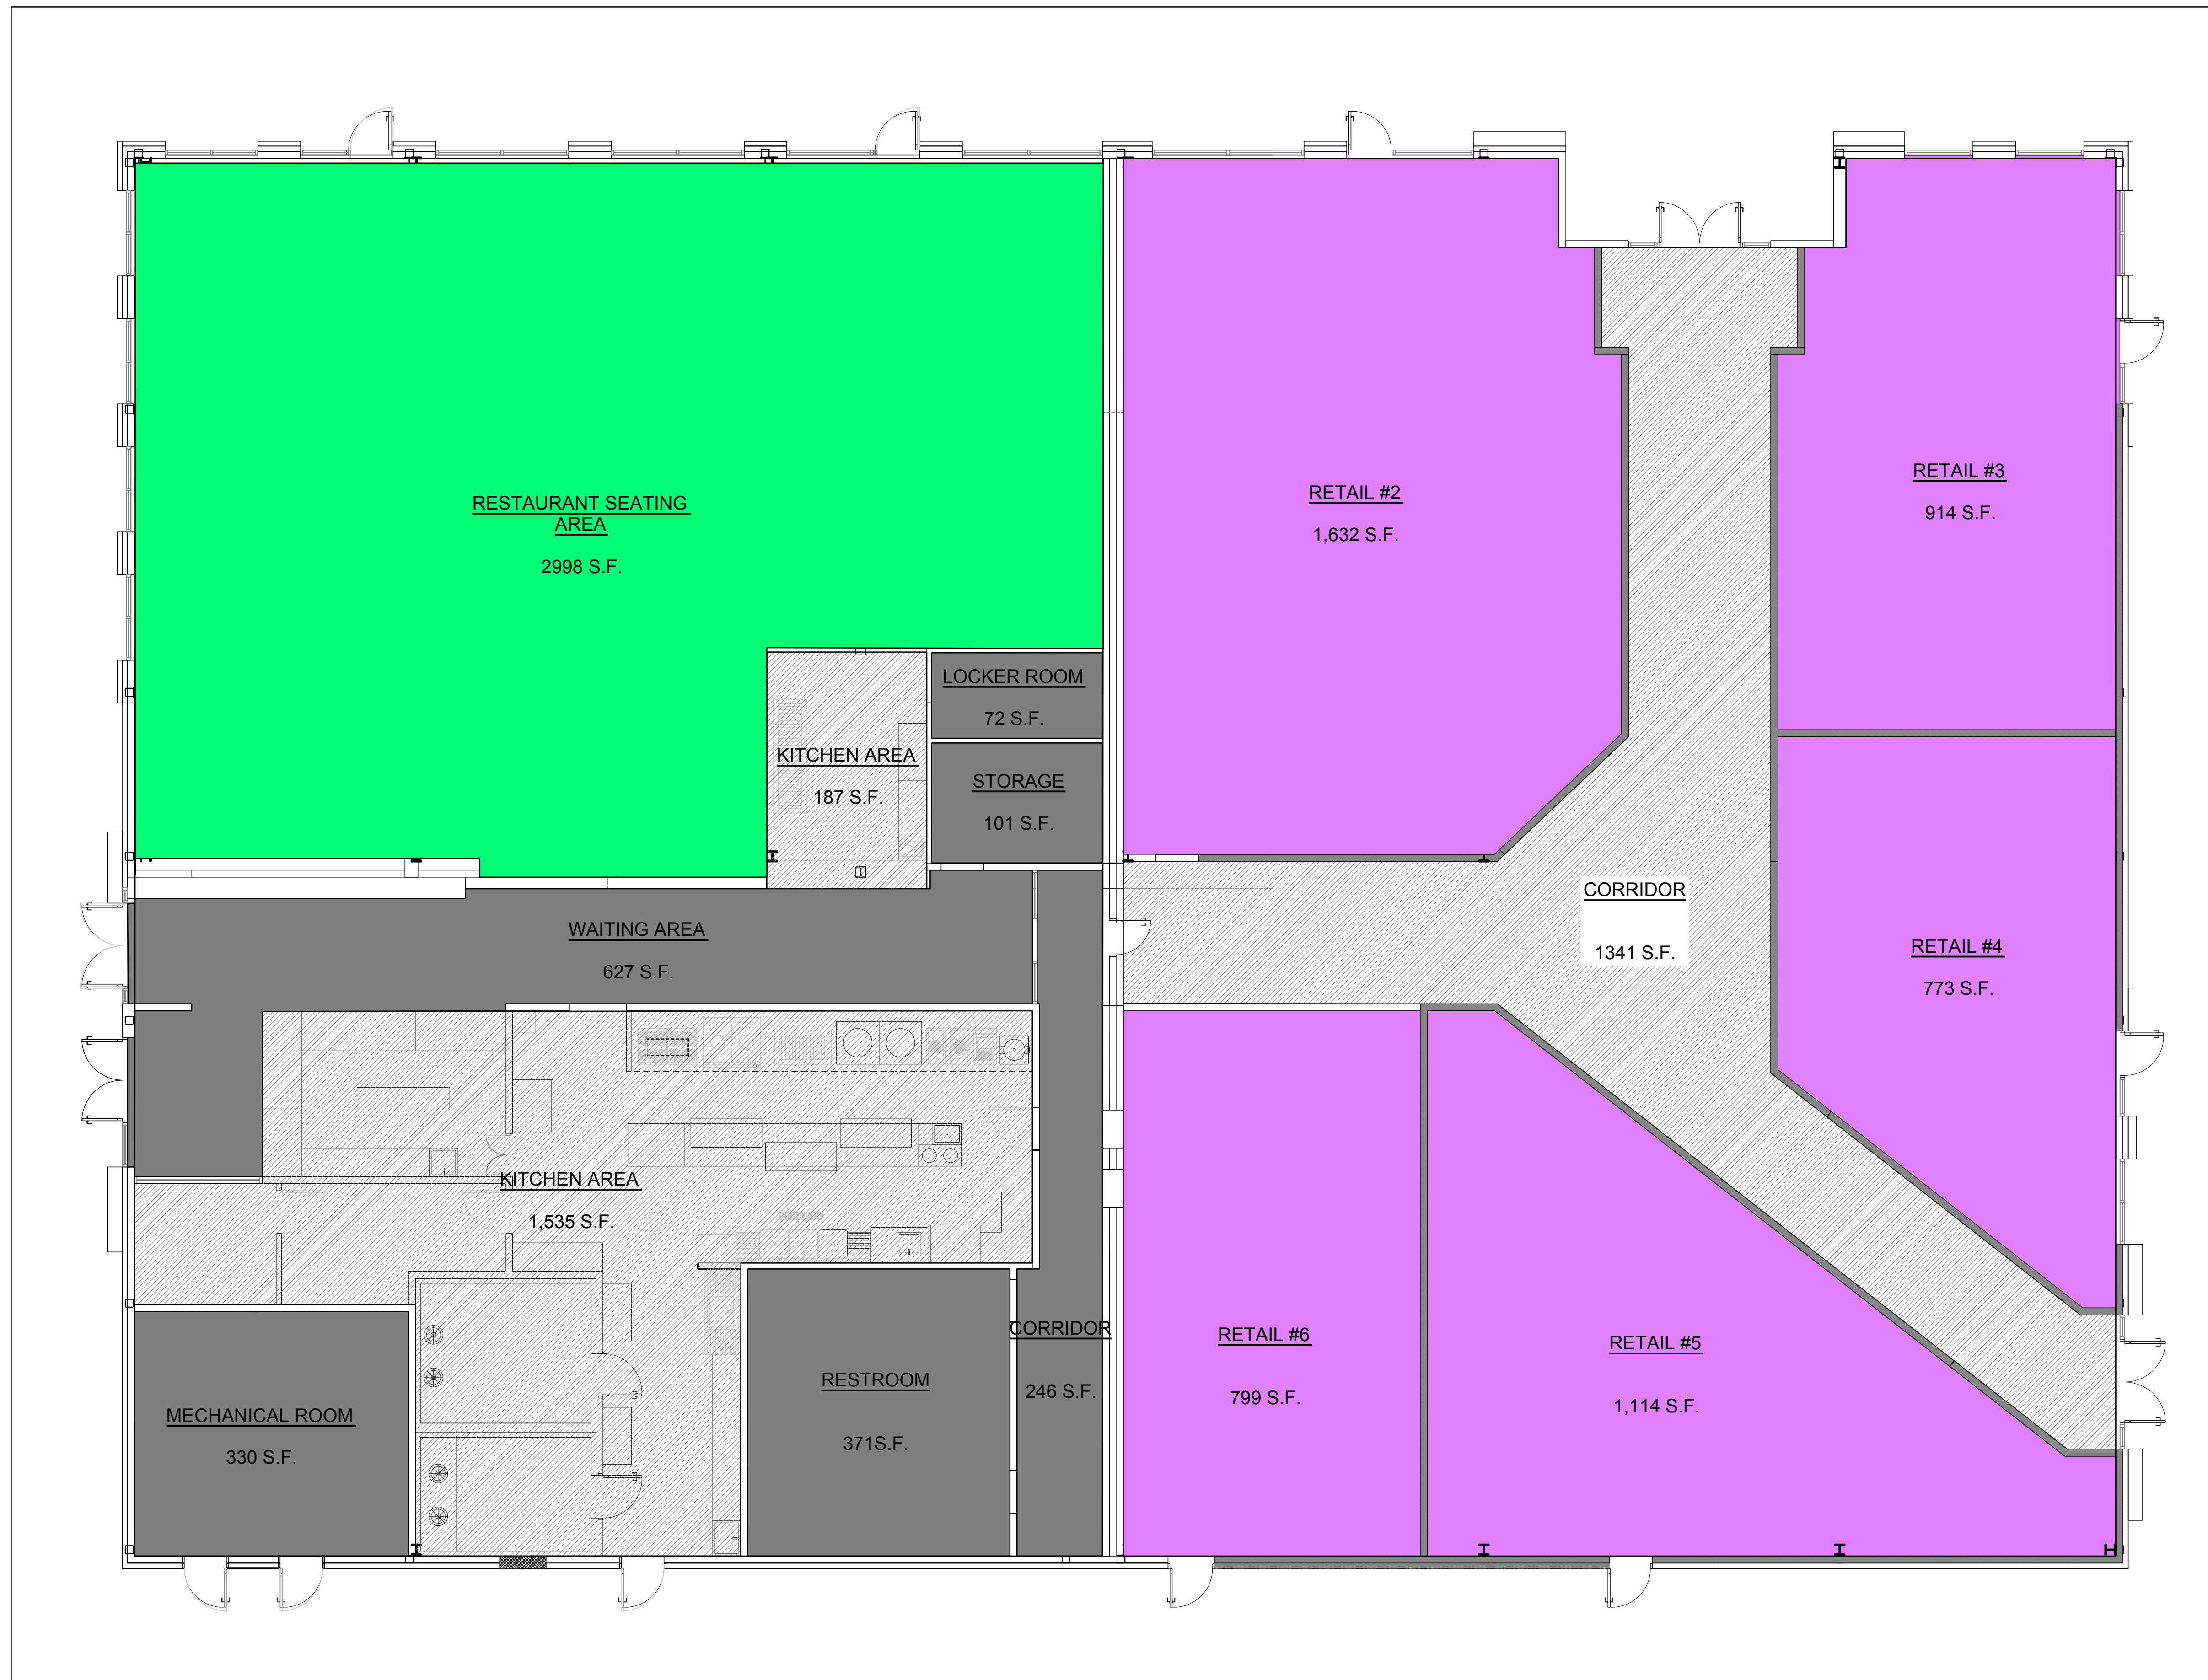 RESTAURANT SEATING
AREA
2998 S.F.
RETAIL #2
1,632 S.F.
RETAIL #3
914 S.F.
LOCKER ROOM
72 S.F.
KITCHEN AREA
187 S.F.
STORAGE
101 S.F.
WAITING AREA
627 S.F.
CORRIDOR
1341 S.F.
RETAIL #4
773 S.F.
KITCHEN AREA
1,535 S.F.
MECHANICAL ROOM
330 S.F.
RESTROOM
371S.F.
CORRIDOR
246 S.F.
RETAIL #6
799 S.F.
RETAIL #5
1,114 S.F.